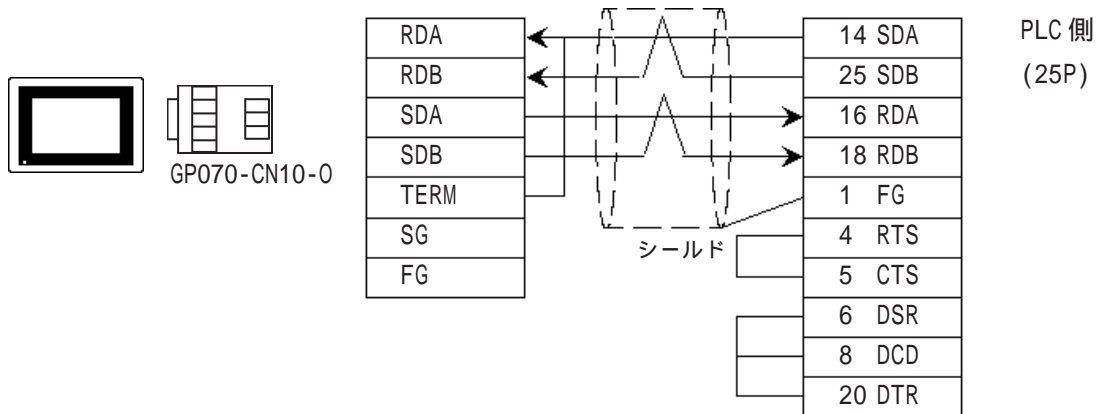 RDA
RDB
SDA
SDB
TERM
SG
FG
GP070-CN10-O
シールド
14 SDA
25 SDB
16 RDA
18 RDB
1 FG
4 RTS
5 CTS
6 DSR
8 DCD
20 DTR
PLC 側
(25P)